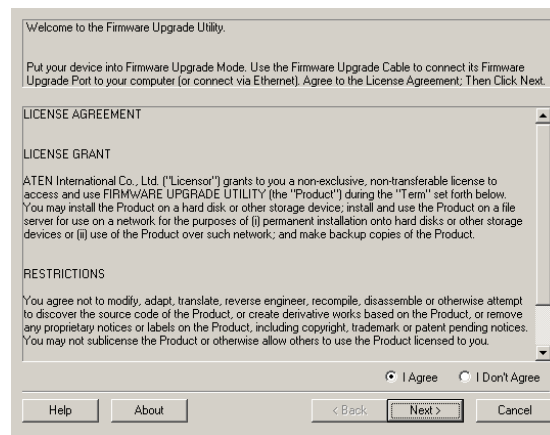 Welcome to the Firmware Upgrade Utility.
Put your device into Firmware Upgrade Mode. Use the Firmware Upgrade Cable to connect its Firmware
Upgrade Port to your computer (or connect via Ethernet). Agree to the License Agreement; Then Click Next.
LICENSE AGREEMENT
LICENSE GRANT
ATEN International Co., Ltd. ("Licensor") grants to you a non-exclusive, non-transferable license to
access and use FIRMWARE UPGRADE UTILITY (the "Product") during the "Term" set forth below.
You may install the Product on a hard disk or other storage device; install and use the Product on a file
server for use on a network for the purposes of (i) permanent installation onto hard disks or other storage
devices or (ii) use of the Product over such network; and make backup copies of the Product.
RESTRICTIONS
You agree not to modify, adapt, translate, reverse engineer, recompile, disassemble or otherwise attempt
to discover the source code of the Product, or create derivative works based on the Product, or remove
any proprietary notices or labels on the Product, including copyright, trademark or patent pending notices.
You may not sublicense the Product or otherwise allow others to use the Product licensed to you.
I Agree I Don't Agree
Help About < Back Next > Cancel